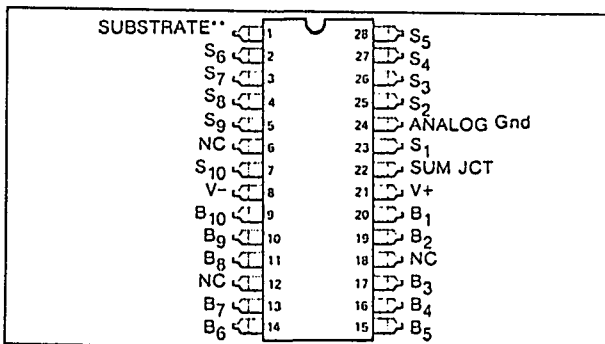 SUBSTRATE** 1 28 S5
S6 2 27 S4
S7 3 26 S3
S8 4 25 S2
S9 5 24 ANALOG Gnd
NC 6 23 S1
S10 7 22 SUM JCT
V- 8 21 V+
B10 9 20 B1
B9 10 19 B2
B8 11 18 NC
NC 12 17 B3
B7 13 16 B4
B6 14 15 B5